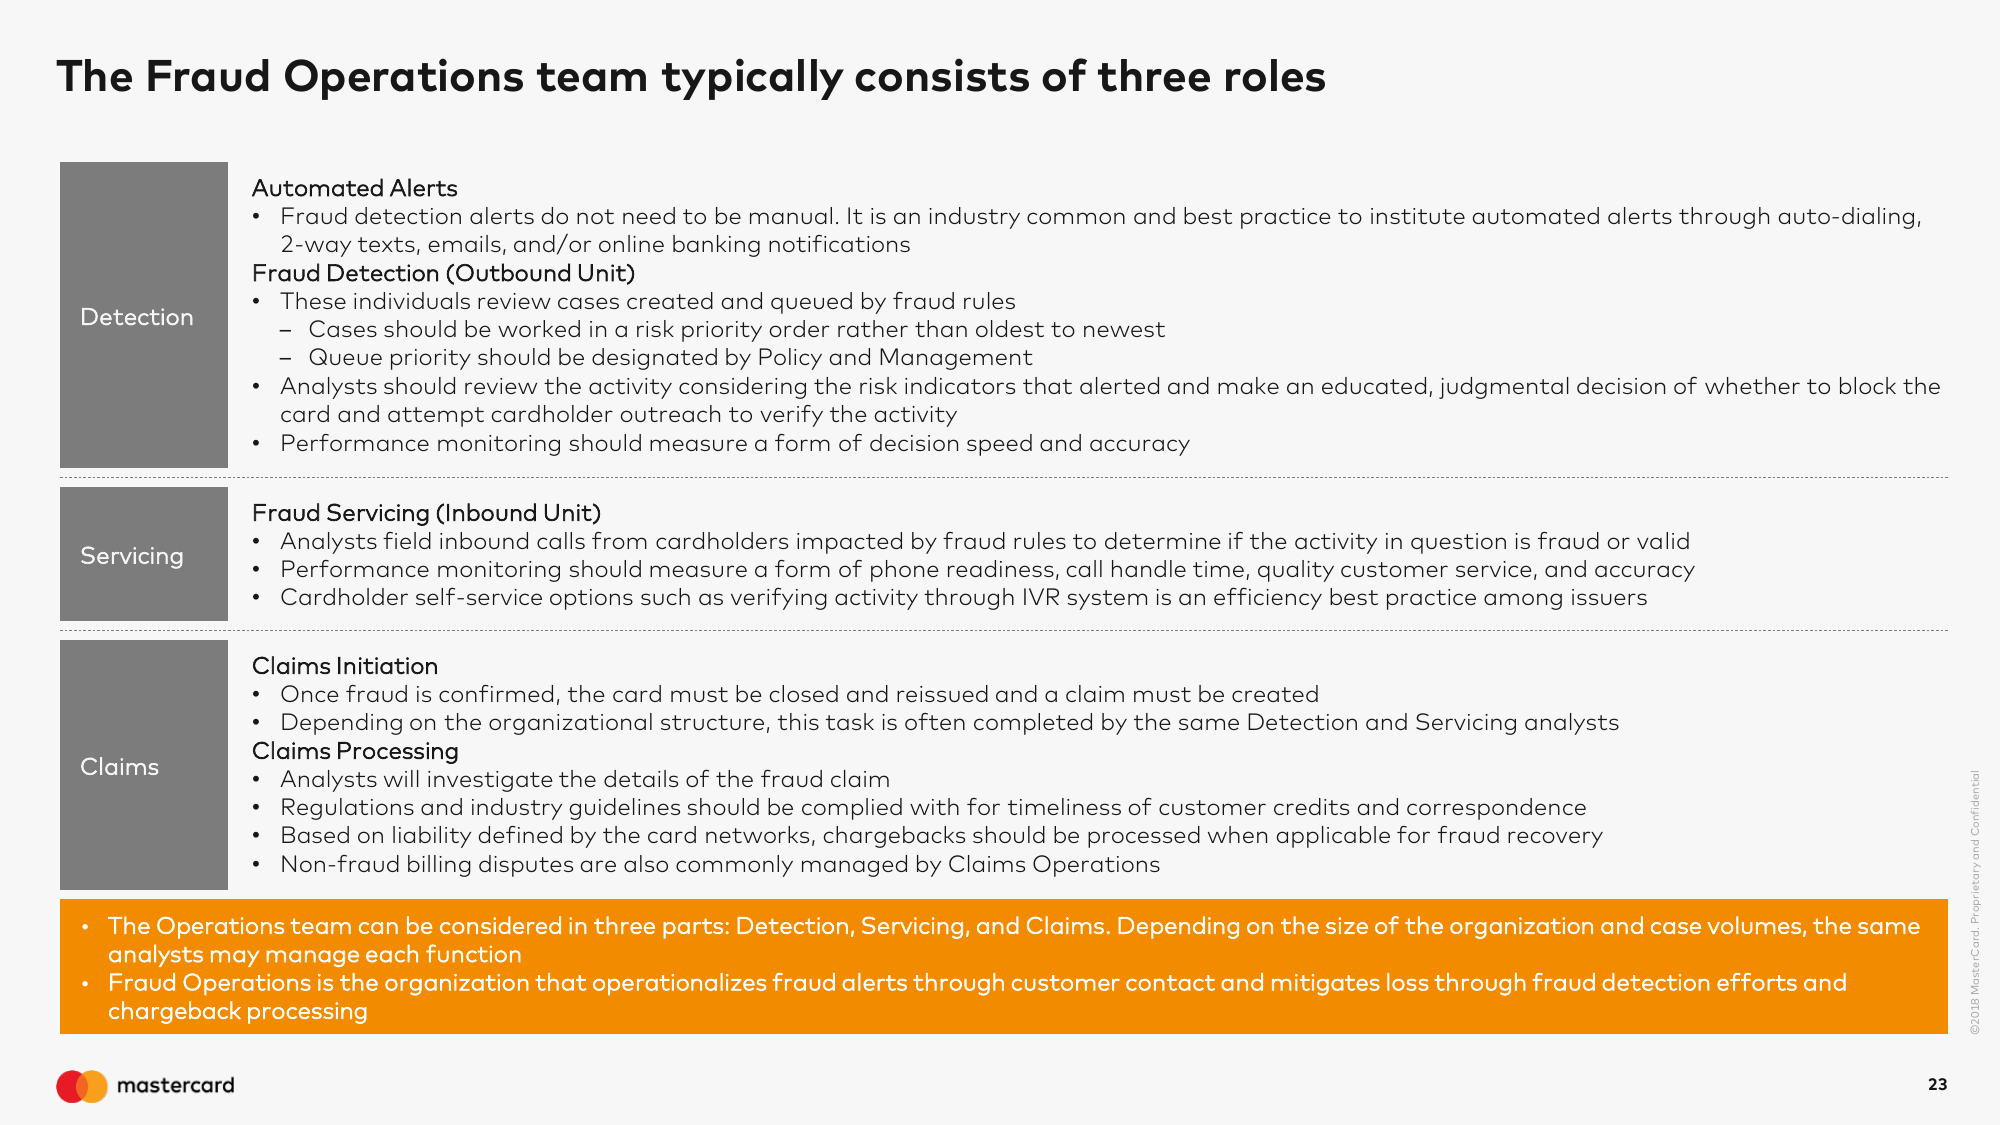 The Fraud Operations team typically consists of three roles
Detection
Automated Alerts
• Fraud detection alerts do not need to be manual. It is an industry common and best practice to institute automated alerts through auto-dialing,
2-way texts, emails, and/or online banking notifications
Fraud Detection (Outbound Unit)
• These individuals review cases created and queued by fraud rules
– Cases should be worked in a risk priority order rather than oldest to newest
– Queue priority should be designated by Policy and Management
• Analysts should review the activity considering the risk indicators that alerted and make an educated, judgmental decision of whether to block the
card and attempt cardholder outreach to verify the activity
• Performance monitoring should measure a form of decision speed and accuracy
Servicing
Fraud Servicing (Inbound Unit)
• Analysts field inbound calls from cardholders impacted by fraud rules to determine if the activity in question is fraud or valid
• Performance monitoring should measure a form of phone readiness, call handle time, quality customer service, and accuracy
• Cardholder self-service options such as verifying activity through IVR system is an efficiency best practice among issuers
Claims
Claims Initiation
• Once fraud is confirmed, the card must be closed and reissued and a claim must be created
• Depending on the organizational structure, this task is often completed by the same Detection and Servicing analysts
Claims Processing
• Analysts will investigate the details of the fraud claim
• Regulations and industry guidelines should be complied with for timeliness of customer credits and correspondence
• Based on liability defined by the card networks, chargebacks should be processed when applicable for fraud recovery
• Non-fraud billing disputes are also commonly managed by Claims Operations
• The Operations team can be considered in three parts: Detection, Servicing, and Claims. Depending on the size of the organization and case volumes, the same
analysts may manage each function
• Fraud Operations is the organization that operationalizes fraud alerts through customer contact and mitigates loss through fraud detection efforts and
chargeback processing
©2018 MasterCard. Proprietary and Confidential
mastercard
23